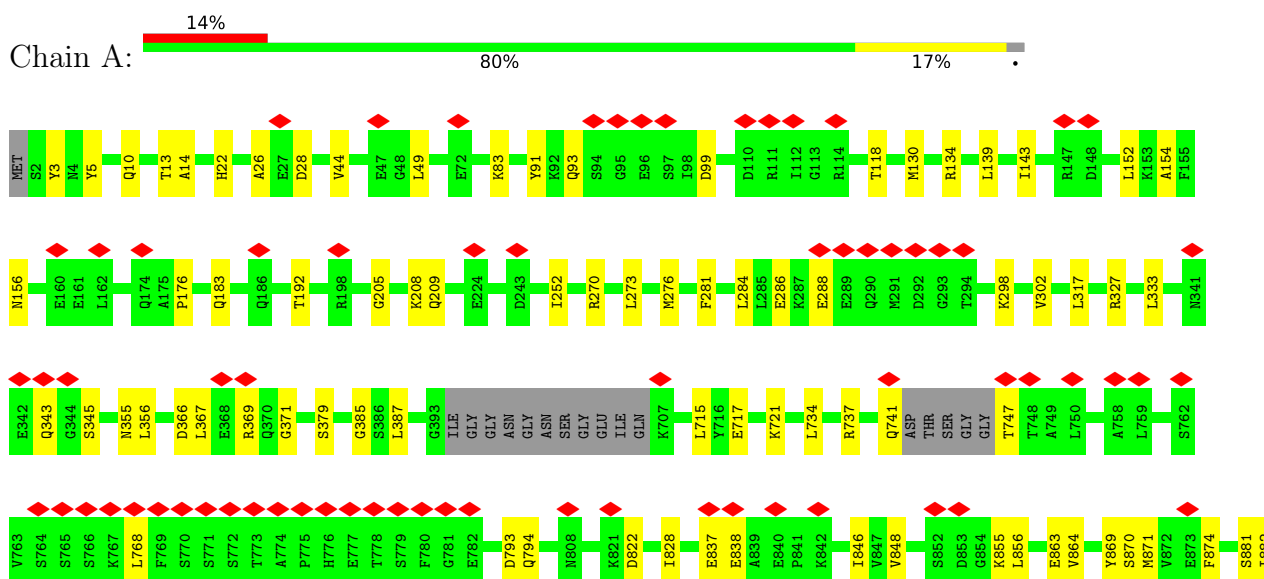 14%
Chain A:
80% 17% •
MET S2 Y3 N4 Y5 Q10 T13 A14 H22 A26 E27 D28 V44 E47 G48 L49 E72 K83 Y91 K92 Q93 S94 G95 E96 S97 I98 D99 D110 R111 I112 G113 R114 T118 M130 R134 L139 I143 R147 D148 L152 K153 A154 F155
N156 E160 E161 L162 Q174 A175 P176 Q183 Q186 T192 R198 G205 K208 Q209 E224 D243 I252 R270 L273 M276 F281 L284 L285 E286 K287 E288 E289 Q290 M291 D292 G293 T294 K298 V302 L317 R327 L333 N341
E342 Q343 G344 S345 N355 L356 D366 L367 E368 R369 Q370 G371 S379 G385 S386 L387 G393 ILE GLY GLY ASN GLY ASN SER GLY GLU ILE GLN K707 L715 Y716 E717 K721 L734 R737 Q741 ASP THR SER GLY GLY T747 T748 A749 L750 A758 L759 S762
V763 S764 S765 S766 K767 L768 F769 S770 S771 S772 T773 A774 P775 H776 E777 T778 S779 F780 G781 E782 D793 Q794 N808 K821 D822 I828 E837 E838 A839 E840 P841 K842 I846 V847 V848 S852 D853 G854 K855 L856 E863 V864 Y869 S870 M871 V872 E873 F874 S881